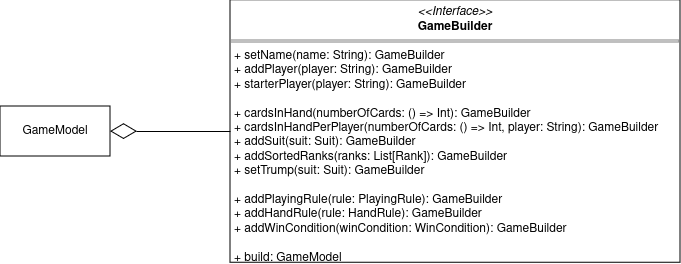 <<Interface>>
GameBuilder
+ setName(name: String): GameBuilder
+ addPlayer(player: String): GameBuilder
+ starterPlayer(player: String): GameBuilder
+ cardsInHand(numberOfCards: () => Int): GameBuilder
+ cardsInHandPerPlayer(numberOfCards: () => Int, player: String): GameBuilder
+ addSuit(suit: Suit): GameBuilder
+ addSortedRanks(ranks: List[Rank]): GameBuilder
+ setTrump(suit: Suit): GameBuilder
+ addPlayingRule(rule: PlayingRule): GameBuilder
+ addHandRule(rule: HandRule): GameBuilder
+ addWinCondition(winCondition: WinCondition): GameBuilder
+ build: GameModel
GameModel